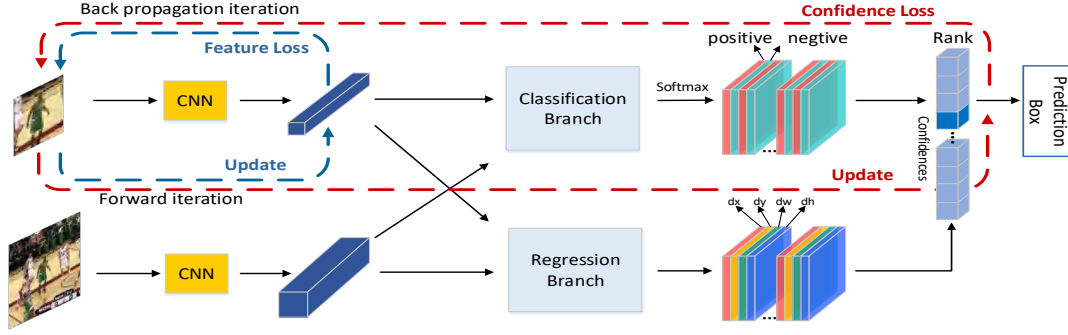 Back propagation iteration
Confidence Loss
Feature Loss
positive
negtive
Rank
CNN
Classification
Branch
Softmax
...
Prediction
Box
Confidences
Update
Update
Forward iteration
dx
dy
dw
dh
CNN
Regression
Branch
...